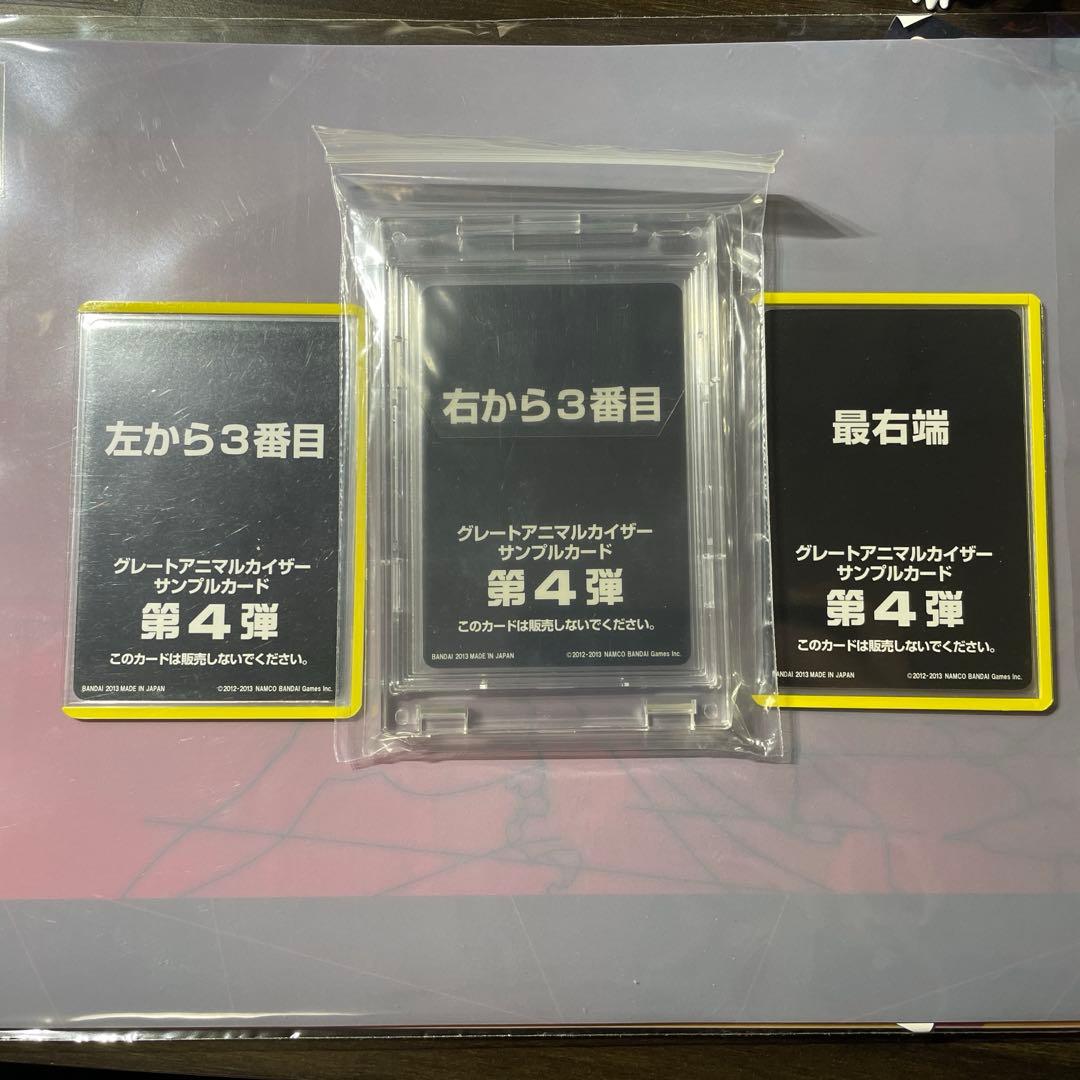 左から３番目
グレートアニマルカイザー
サンプルカード
第４弾
このカードは販売しないでください。
BANDAI 2013 MADE IN JAPAN ©2012-2013 NAMCO BANDAI Games Inc.
右から３番目
グレートアニマルカイザー
サンプルカード
第４弾
このカードは販売しないでください。
BANDAI 2013 MADE IN JAPAN ©2012-2013 NAMCO BANDAI Games Inc.
最右端
グレートアニマルカイザー
サンプルカード
第４弾
このカードは販売しないでください。
BANDAI 2013 MADE IN JAPAN ©2012-2013 NAMCO BANDAI Games Inc.